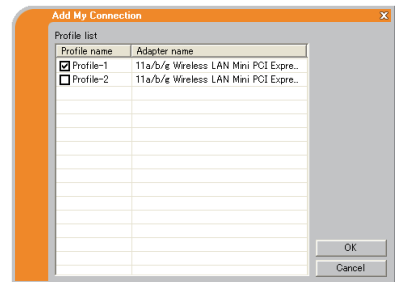 Add My Connection x
Profile list
Profile name Adapter name
Profile-1 11a/b/g Wireless LAN Mini PCI Expre...
Profile-2 11a/b/g Wireless LAN Mini PCI Expre...
OK
Cancel